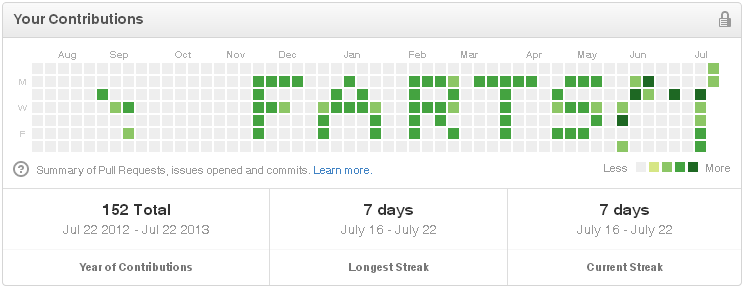 Your Contributions
Aug Sep Oct Nov Dec Jan Feb Mar Apr May Jun Jul
M
W
F
FARTS
Summary of Pull Requests, issues opened and commits. Learn more. Less More
152 Total 7 days 7 days
Jul 22 2012 - Jul 22 2013 July 16 - July 22 July 16 - July 22
Year of Contributions Longest Streak Current Streak